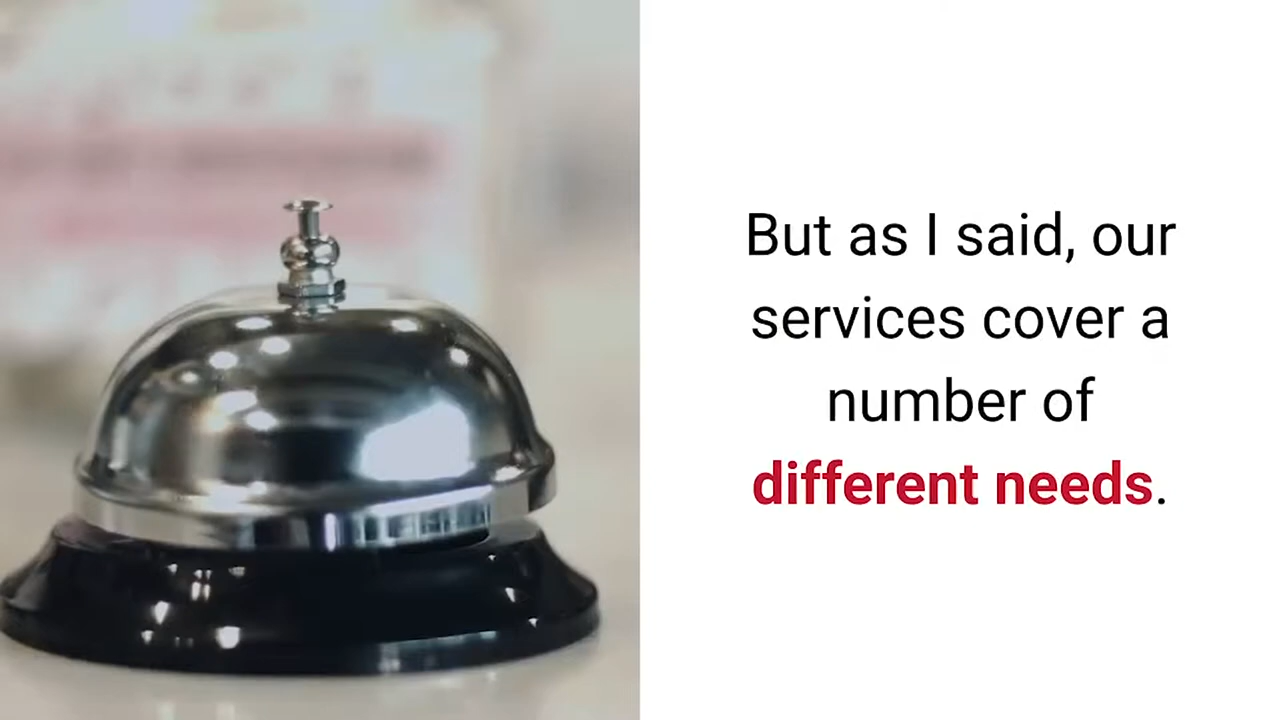 But as I said, our
services cover a
number of
different needs.